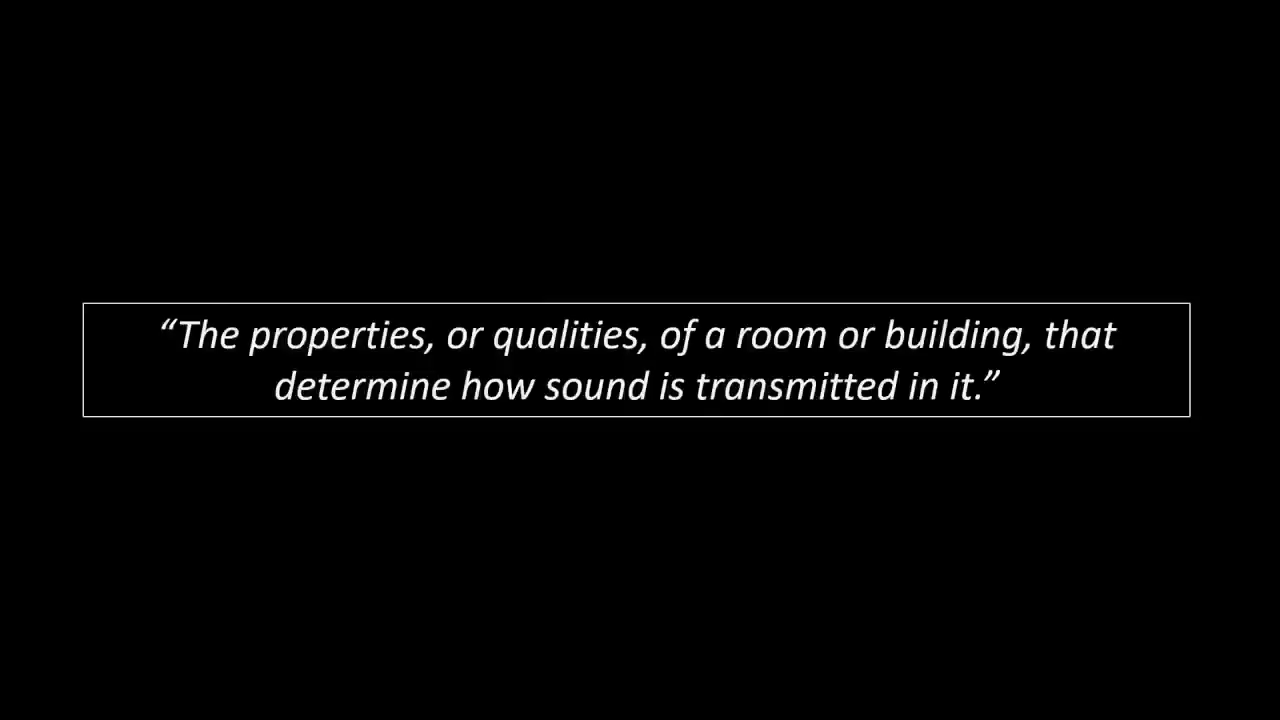 “The properties, or qualities, of a room or building, that
determine how sound is transmitted in it.”